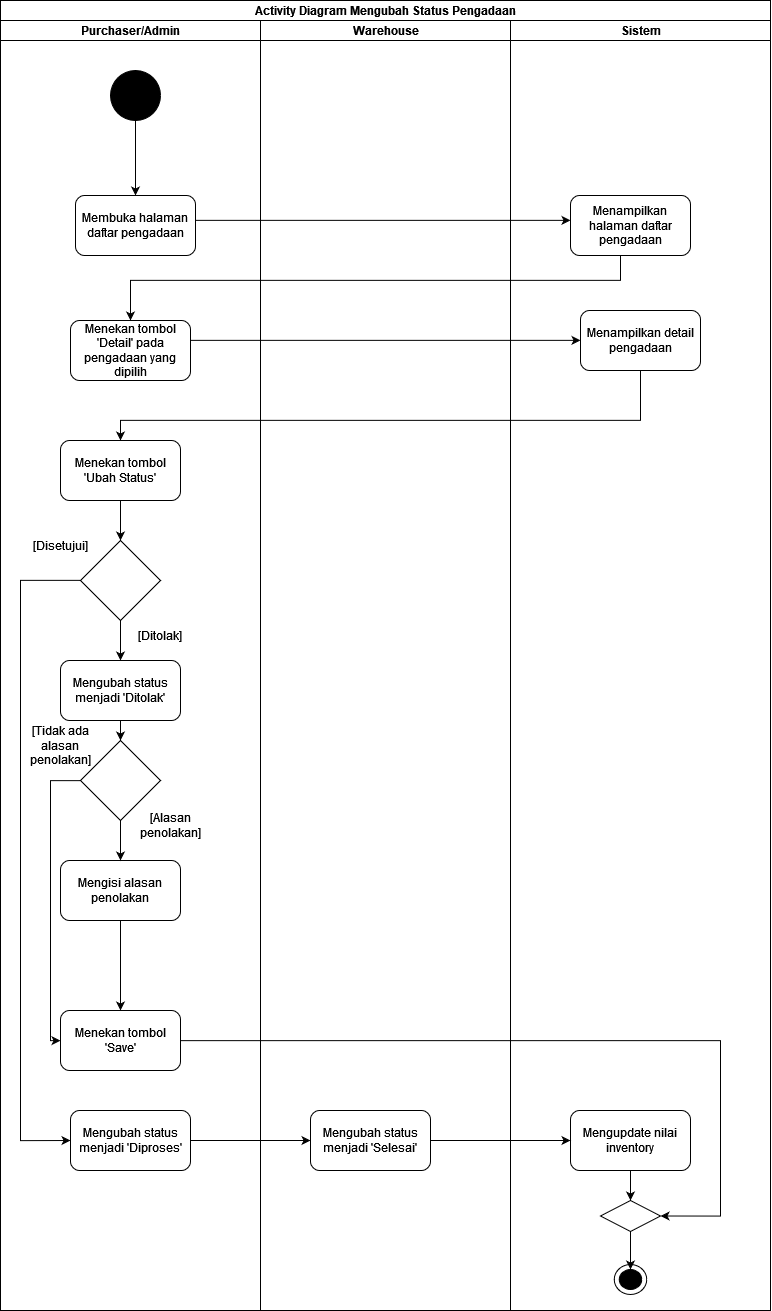 Activity Diagram Mengubah Status Pengadaan
Purchaser/Admin
Warehouse
Sistem
Membuka halaman
daftar pengadaan
Menampilkan
halaman daftar
pengadaan
Menekan tombol
'Detail' pada
pengadaan yang
dipilih
Menampilkan detail
pengadaan
Menekan tombol
'Ubah Status'
[Disetujui]
[Ditolak]
Mengubah status
menjadi 'Ditolak'
[Tidak ada
alasan
penolakan]
[Alasan
penolakan]
Mengisi alasan
penolakan
Menekan tombol
'Save'
Mengubah status
menjadi 'Diproses'
Mengubah status
menjadi 'Selesai'
Mengupdate nilai
inventory